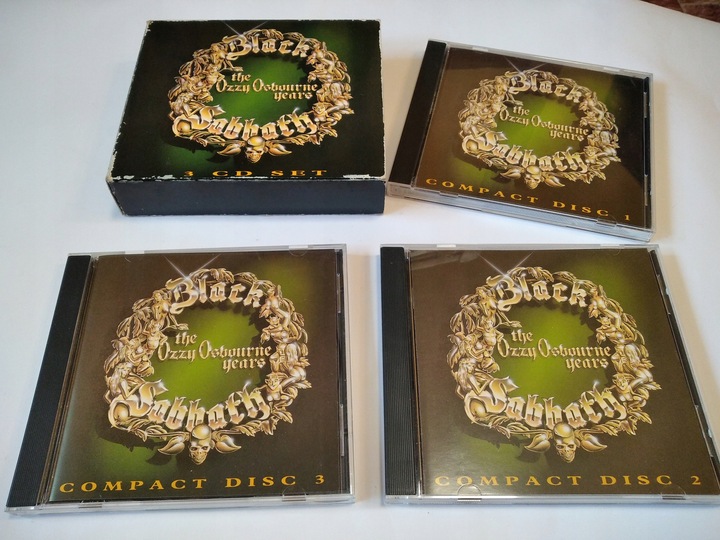 Black
the
Ozzy Osbourne
years
Sabbath
3 CD SET
Black
the
Ozzy Osbourne
years
Sabbath
COMPACT DISC 1
Black
the
Ozzy Osbourne
years
Sabbath
COMPACT DISC 3
Black
the
Ozzy Osbourne
years
Sabbath
COMPACT DISC 2